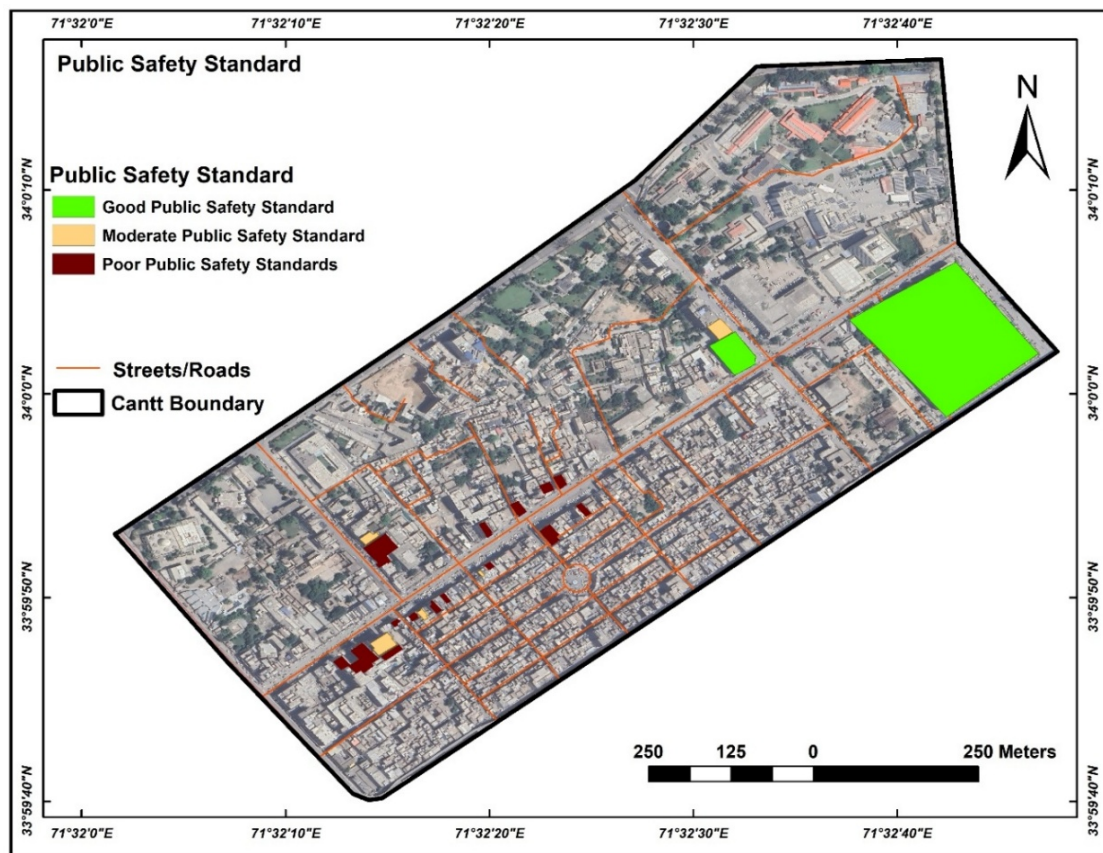 71°32'0"E 71°32'10"E 71°32'20"E 71°32'30"E 71°32'40"E
Public Safety Standard
N
Public Safety Standard
Good Public Safety Standard
Moderate Public Safety Standard
Poor Public Safety Standards
Streets/Roads
Cantt Boundary
34°0'10"N 34°0'10"N
34°0'0"N 34°0'0"N
33°59'50"N 33°59'50"N
33°59'40"N 33°59'40"N
250 125 0 250 Meters
71°32'0"E 71°32'10"E 71°32'20"E 71°32'30"E 71°32'40"E